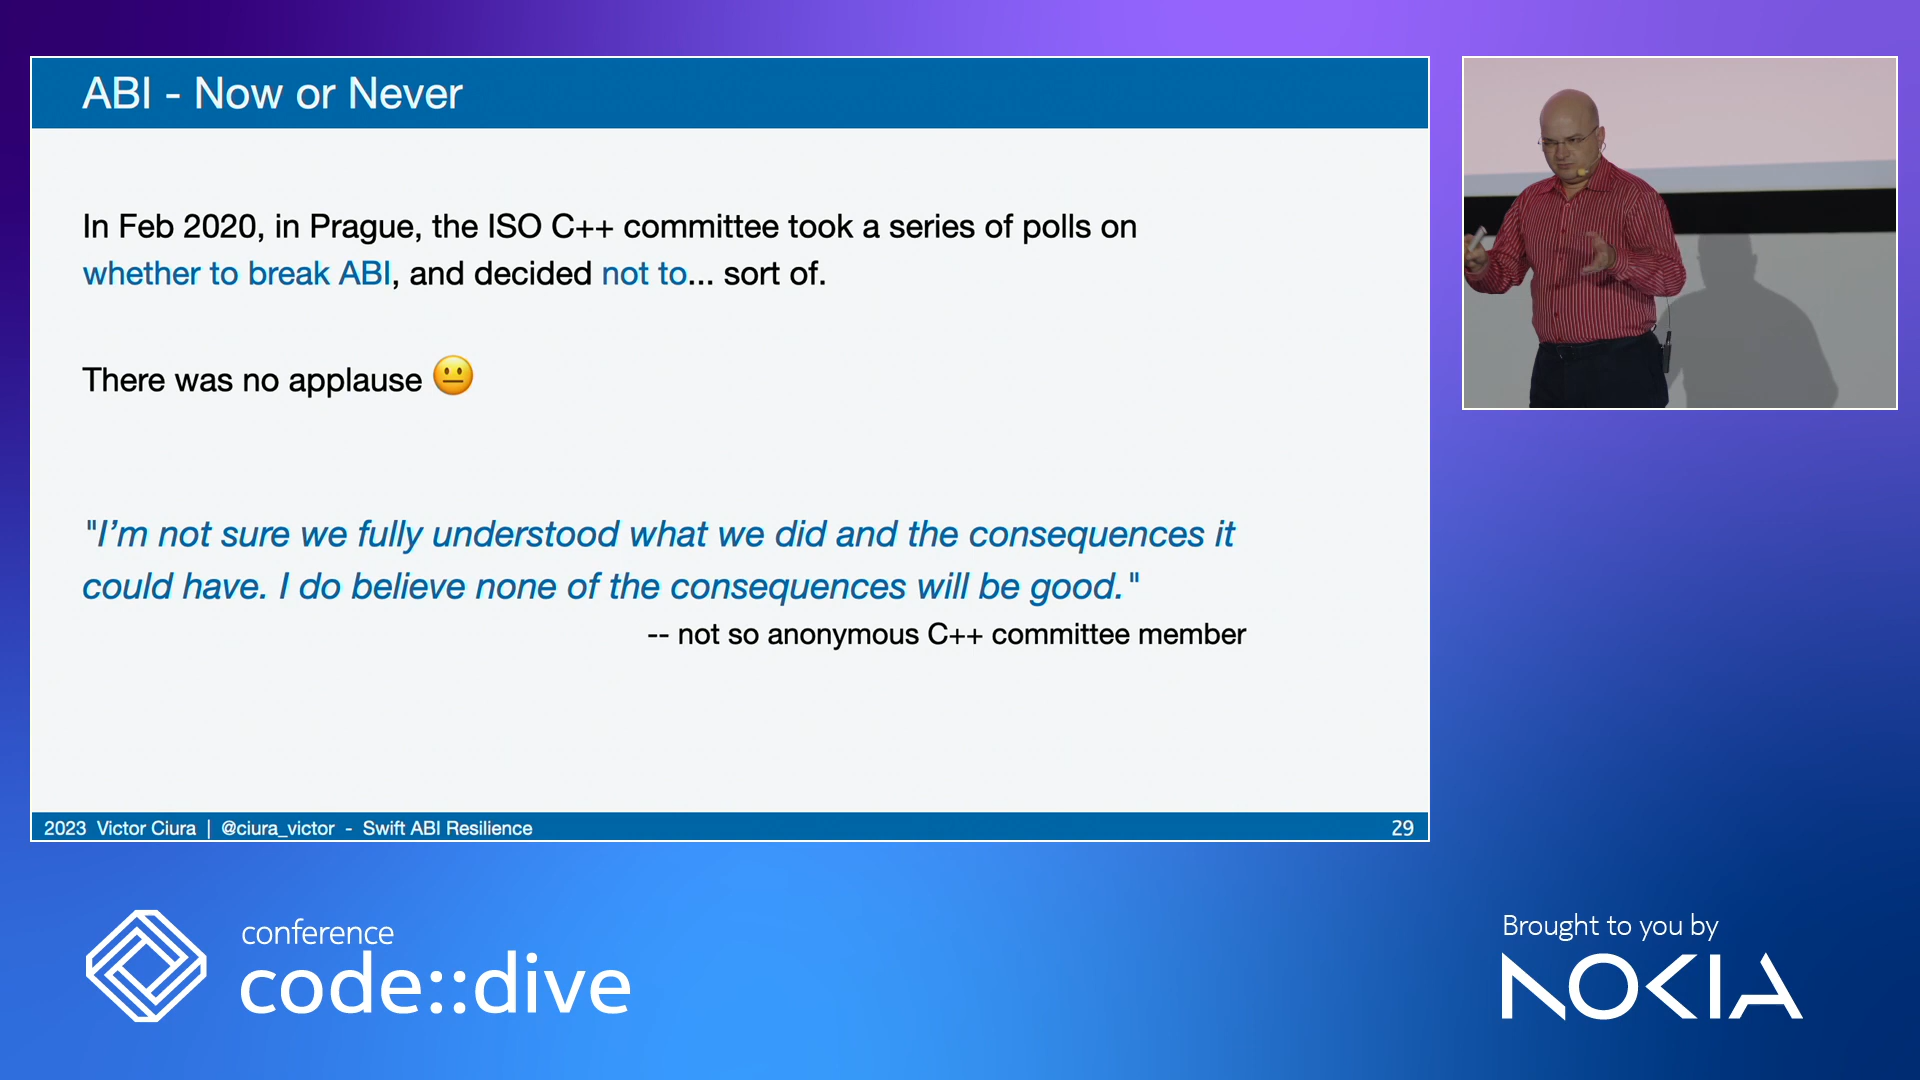 ABI - Now or Never
In Feb 2020, in Prague, the ISO C++ committee took a series of polls on
whether to break ABI, and decided not to... sort of.
There was no applause 😐
"I’m not sure we fully understood what we did and the consequences it
could have. I do believe none of the consequences will be good."
-- not so anonymous C++ committee member
2023 Victor Ciura | @ciura_victor - Swift ABI Resilience
29
conference
code::dive
Brought to you by
NOKIA